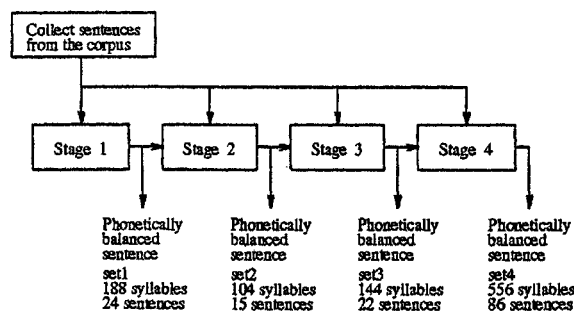 Collect sentences
from the corpus
Stage 1
Stage 2
Stage 3
Stage 4
Phonetically
balanced
sentence
set1
188 syllables
24 sentences
Phonetically
balanced
sentence
set2
104 syllables
15 sentences
Phonetically
balanced
sentence
set3
144 syllables
22 sentences
Phonetically
balanced
sentence
set4
556 syllables
86 sentences